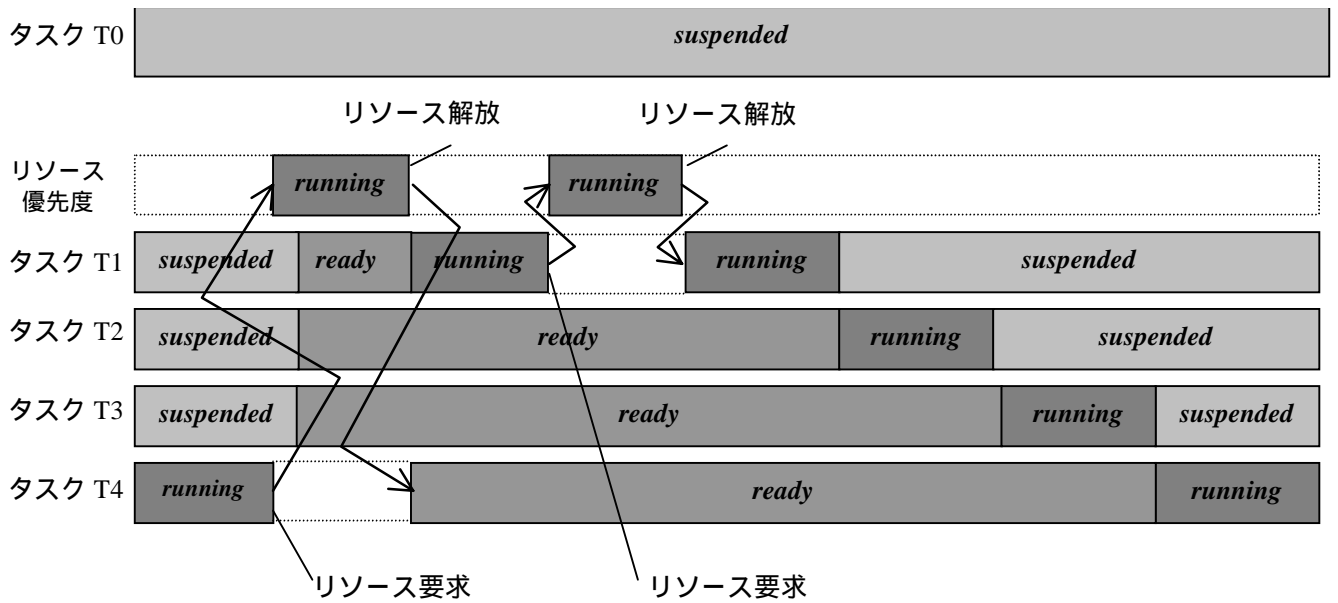 タスク T0
suspended
リソース解放
リソース解放
リソース
優先度
running
running
タスク T1
suspended
ready
running
running
suspended
タスク T2
suspended
ready
running
suspended
タスク T3
suspended
ready
running
suspended
タスク T4
running
ready
running
リソース要求
リソース要求